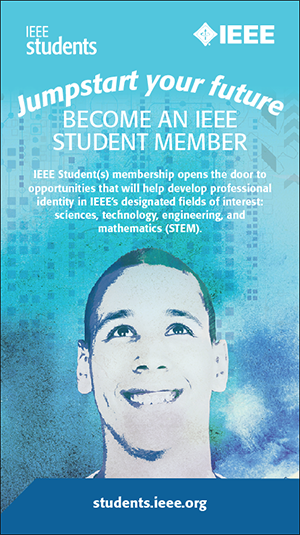 IEEE
students
IEEE
Jumpstart your future
BECOME AN IEEE
STUDENT MEMBER
IEEE Student(s) membership opens the door to
opportunities that will help develop professional
identity in IEEE's designated fields of interest:
sciences, technology, engineering, and
mathematics (STEM).
students.ieee.org